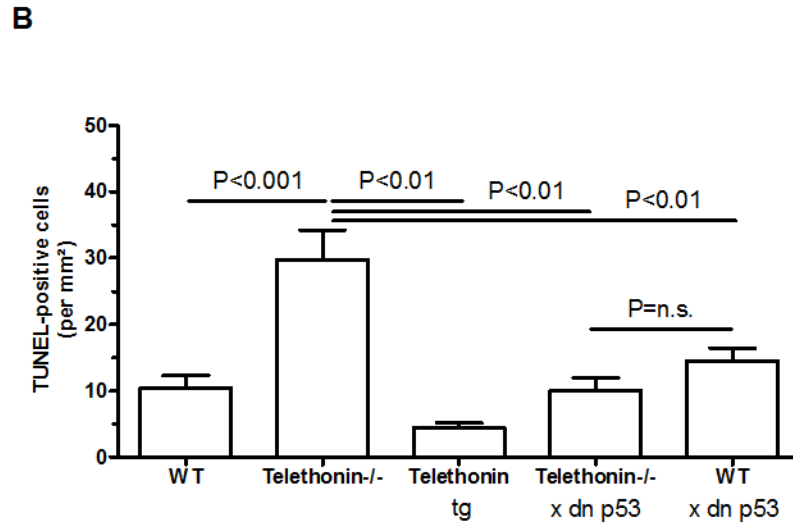 B
TUNEL-positive cells
(per mm²)
50
40
30
20
10
0
P<0.001
P<0.01
P<0.01
P<0.01
P=n.s.
WT
Telethonin-/-
Telethonin
tg
Telethonin-/-
x dn p53
WT
x dn p53